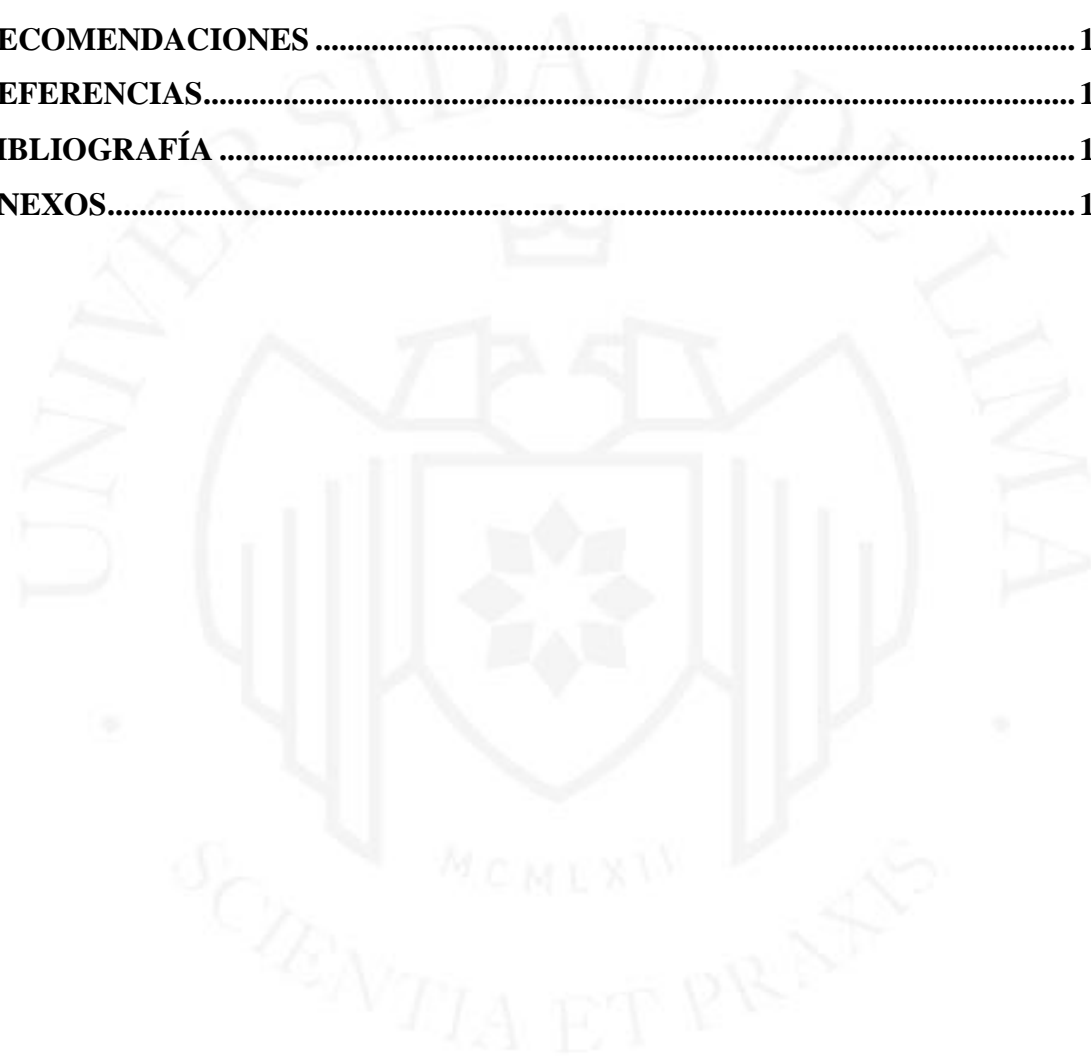 ECOMENDACIONES ................................................................................................ 1
EFERENCIAS.............................................................................................................. 1
IBLIOGRAFÍA ............................................................................................................ 1
NEXOS.......................................................................................................................... 1
UNIVERSIDAD DE LIMA
MCMLXII
SCIENTIA ET PRAXIS